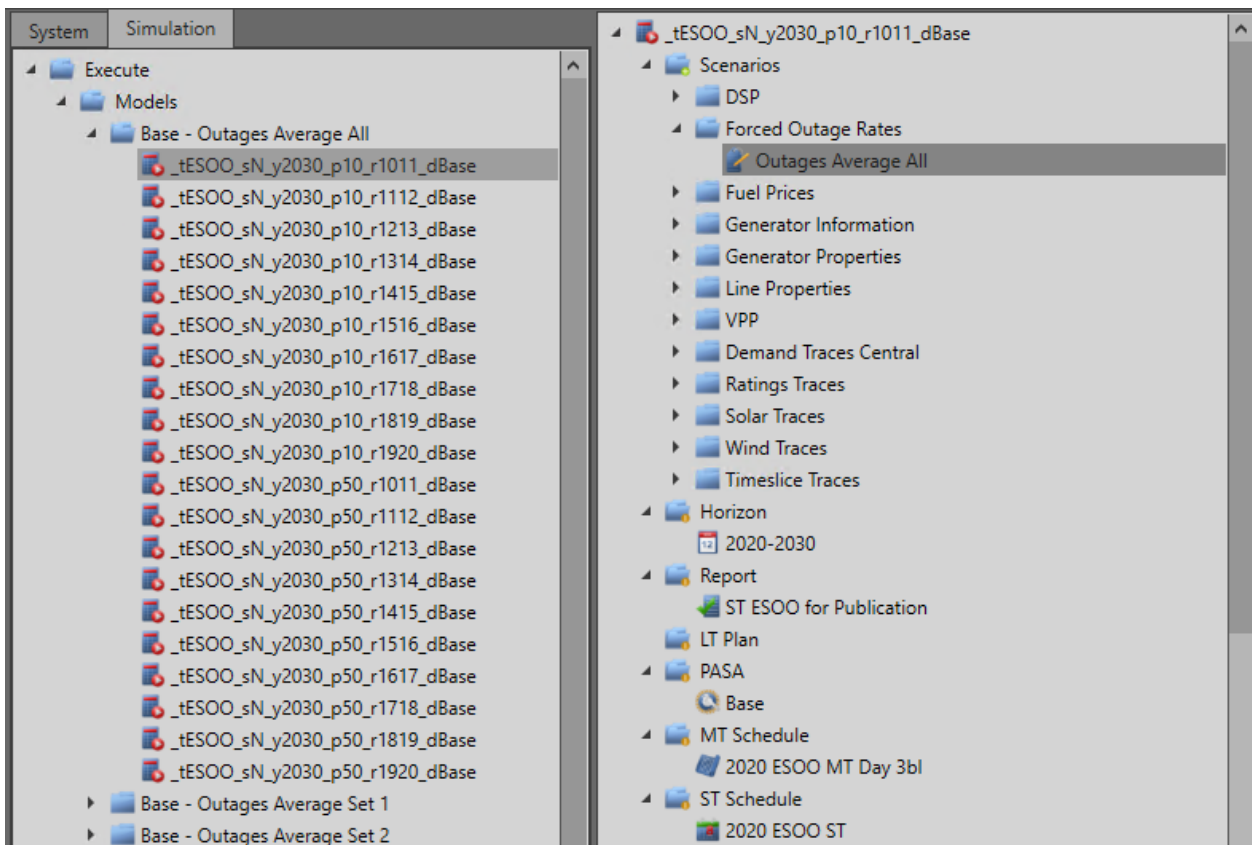 System
Simulation
Execute
Models
Base - Outages Average All
_tESOO_sN_y2030_p10_r1011_dBase
_tESOO_sN_y2030_p10_r1112_dBase
_tESOO_sN_y2030_p10_r1213_dBase
_tESOO_sN_y2030_p10_r1314_dBase
_tESOO_sN_y2030_p10_r1415_dBase
_tESOO_sN_y2030_p10_r1516_dBase
_tESOO_sN_y2030_p10_r1617_dBase
_tESOO_sN_y2030_p10_r1718_dBase
_tESOO_sN_y2030_p10_r1819_dBase
_tESOO_sN_y2030_p10_r1920_dBase
_tESOO_sN_y2030_p50_r1011_dBase
_tESOO_sN_y2030_p50_r1112_dBase
_tESOO_sN_y2030_p50_r1213_dBase
_tESOO_sN_y2030_p50_r1314_dBase
_tESOO_sN_y2030_p50_r1415_dBase
_tESOO_sN_y2030_p50_r1516_dBase
_tESOO_sN_y2030_p50_r1617_dBase
_tESOO_sN_y2030_p50_r1718_dBase
_tESOO_sN_y2030_p50_r1819_dBase
_tESOO_sN_y2030_p50_r1920_dBase
Base - Outages Average Set 1
Base - Outages Average Set 2
_tESOO_sN_y2030_p10_r1011_dBase
Scenarios
DSP
Forced Outage Rates
Outages Average All
Fuel Prices
Generator Information
Generator Properties
Line Properties
VPP
Demand Traces Central
Ratings Traces
Solar Traces
Wind Traces
Timeslice Traces
Horizon
12
2020-2030
Report
ST ESOO for Publication
LT Plan
PASA
Base
MT Schedule
2020 ESOO MT Day 3bl
ST Schedule
2020 ESOO ST